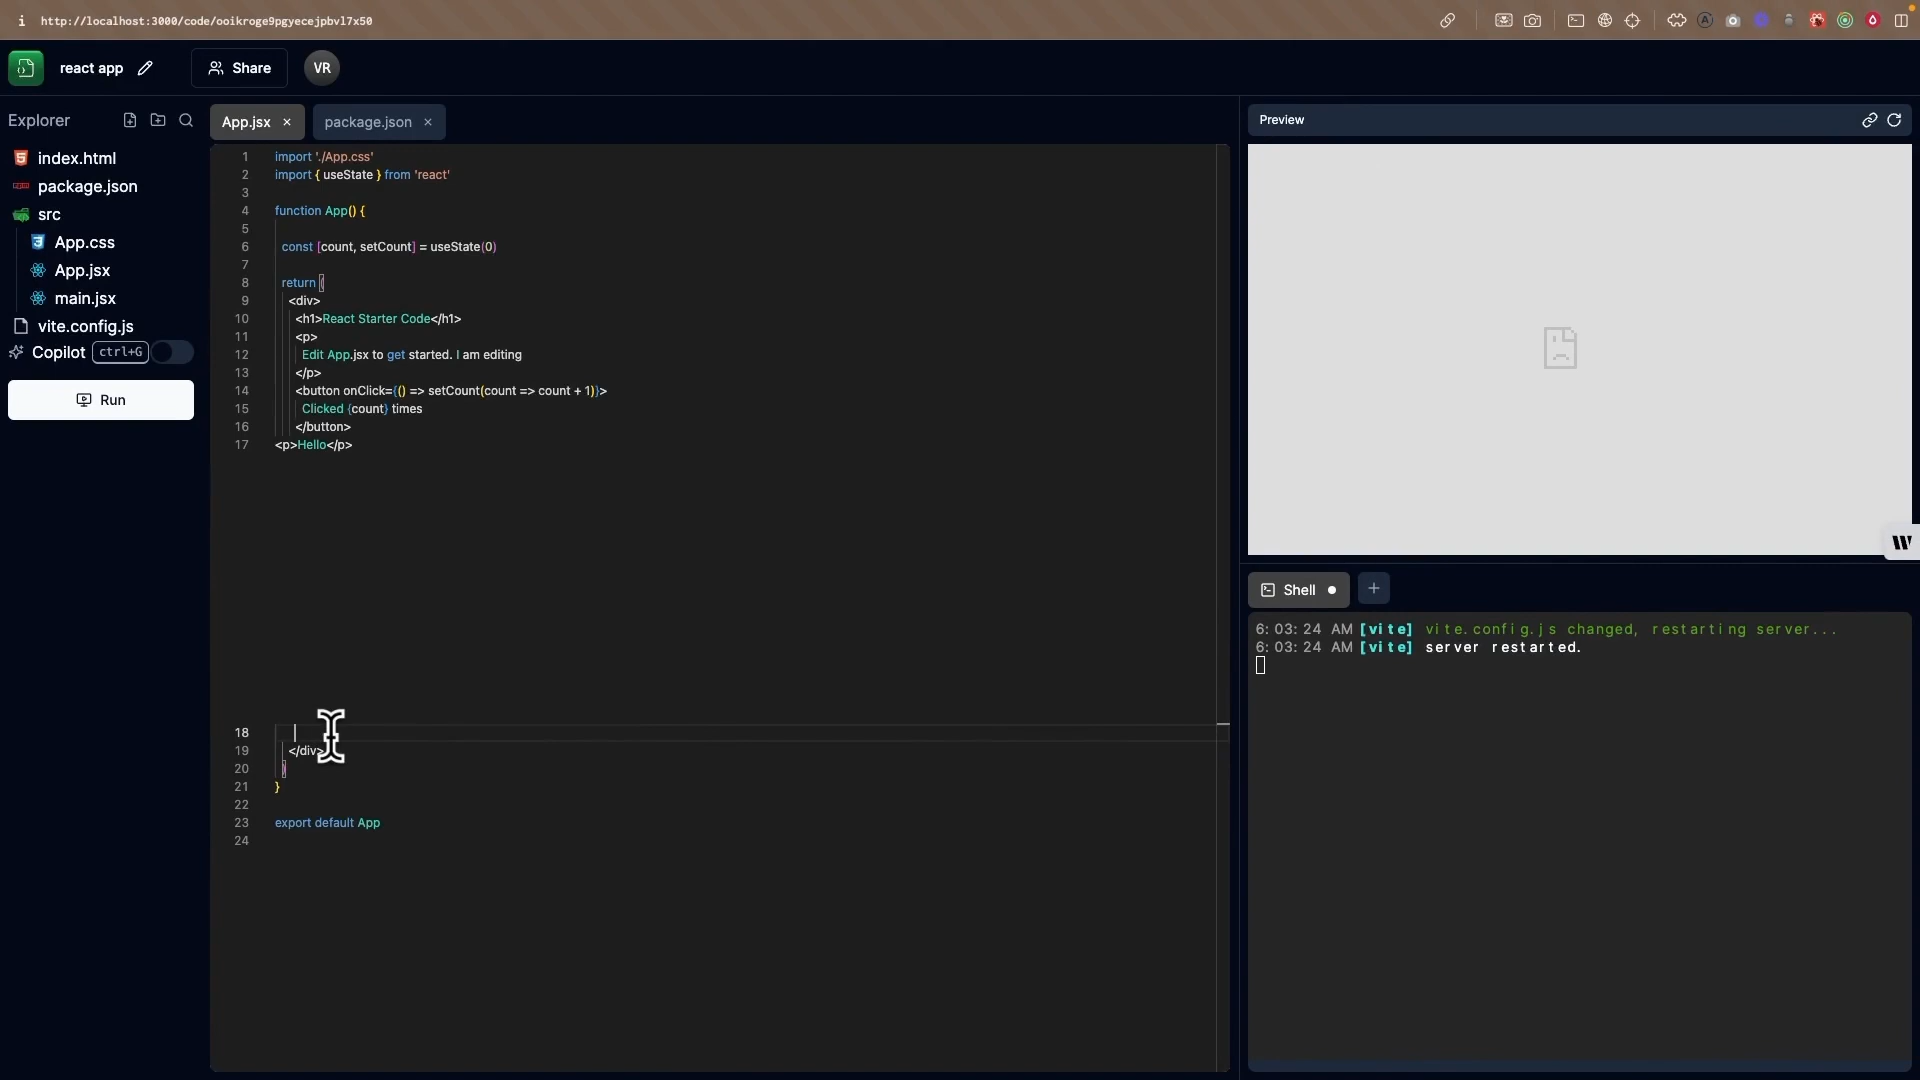 i http://localhost:3000/code/ooikroge9pgyecejpbvl7x50
react app
Share
VR
Explorer
index.html
package.json
src
App.css
App.jsx
main.jsx
vite.config.js
Copilot ctrl+G
Run
App.jsx ×
package.json ×
1 import './App.css'
2 import { useState } from 'react'
3
4 function App() {
5
6 const [count, setCount] = useState(0)
7
8 return (
9 <div>
10 <h1>React Starter Code</h1>
11 <p>
12 Edit App.jsx to get started. I am editing
13 </p>
14 <button onClick={() => setCount(count => count + 1)}>
15 Clicked {count} times
16 </button>
17 <p>Hello</p>
18
19 </div>
20 )
21 }
22
23 export default App
24
Preview
W
Shell
+
6:03:24 AM [vite] vite.config.js changed, restarting server...
6:03:24 AM [vite] server restarted.